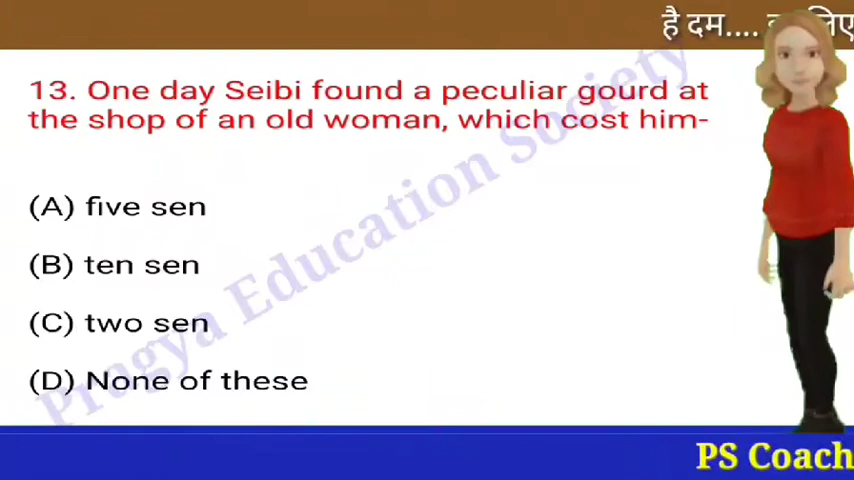 है दम....
13. One day Seibi found a peculiar gourd at
the shop of an old woman, which cost him-
(A) five sen
(B) ten sen
(C) two sen
(D) None of these
Pragya Education Society
PS Coach